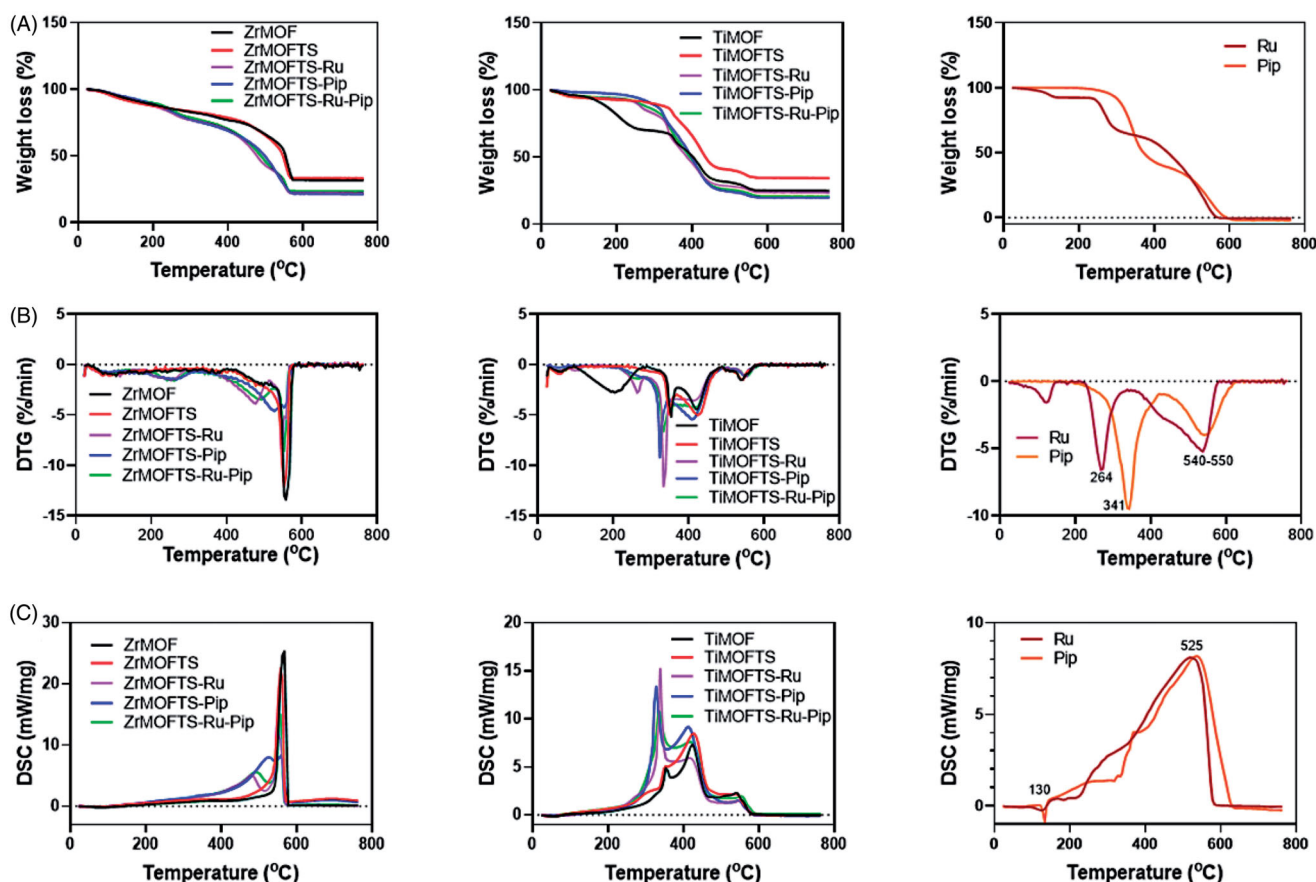 (A)
150
100
50
0
Weight loss (%)
ZrMOF
ZrMOFTS
ZrMOFTS-Ru
ZrMOFTS-Pip
ZrMOFTS-Ru-Pip
0 200 400 600 800
Temperature (°C)
150
100
50
0
Weight loss (%)
TiMOF
TiMOFTS
TiMOFTS-Ru
TiMOFTS-Pip
TiMOFTS-Ru-Pip
0 200 400 600 800
Temperature (°C)
150
100
50
0
Weight loss (%)
Ru
Pip
0 200 400 600 800
Temperature (°C)
(B)
5
0
-5
-10
-15
DTG (%/min)
ZrMOF
ZrMOFTS
ZrMOFTS-Ru
ZrMOFTS-Pip
ZrMOFTS-Ru-Pip
0 200 400 600 800
Temperature (°C)
5
0
-5
-10
-15
DTG (%/min)
TiMOF
TiMOFTS
TiMOFTS-Ru
TiMOFTS-Pip
TiMOFTS-Ru-Pip
0 200 400 600 800
Temperature (°C)
5
0
-5
-10
DTG (%/min)
Ru
Pip
264
341
540-550
0 200 400 600 800
Temperature (°C)
(C)
30
20
10
0
DSC (mW/mg)
ZrMOF
ZrMOFTS
ZrMOFTS-Ru
ZrMOFTS-Pip
ZrMOFTS-Ru-Pip
0 200 400 600 800
Temperature (°C)
20
15
10
5
0
DSC (mW/mg)
TiMOF
TiMOFTS
TiMOFTS-Ru
TiMOFTS-Pip
TiMOFTS-Ru-Pip
0 200 400 600 800
Temperature (°C)
10
8
6
4
2
0
DSC (mW/mg)
Ru
Pip
525
130
0 200 400 600 800
Temperature (°C)